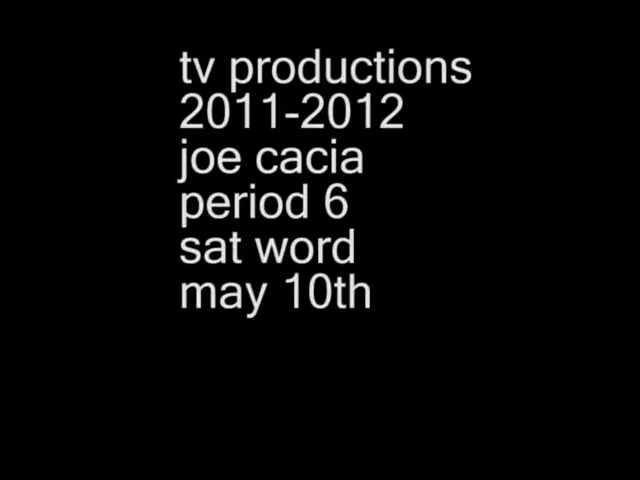 tv productions
2011-2012
joe cacia
period 6
sat word
may 10th